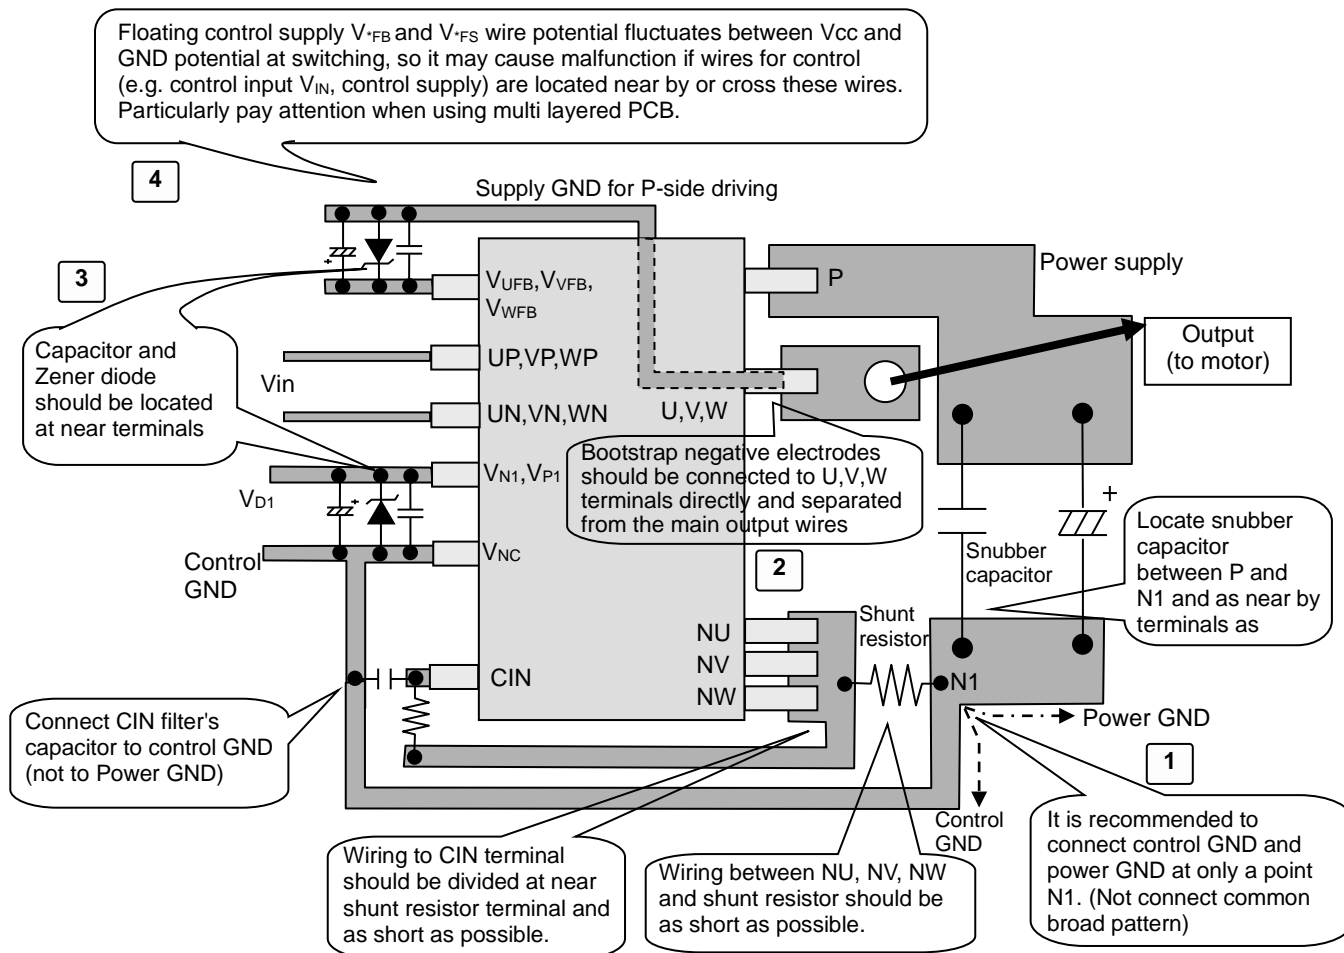 Floating control supply V*FB and V*FS wire potential fluctuates between Vcc and
GND potential at switching, so it may cause malfunction if wires for control
(e.g. control input VIN, control supply) are located near by or cross these wires.
Particularly pay attention when using multi layered PCB.
4
Supply GND for P-side driving
3
VUFB,VVFB,
VWFB
P
Power supply
Capacitor and
Zener diode
should be located
at near terminals
Vin
UP,VP,WP
UN,VN,WN
U,V,W
Output
(to motor)
Bootstrap negative electrodes
should be connected to U,V,W
terminals directly and separated
from the main output wires
2
VN1,VP1
VD1
+
+
+
VNC
Control
GND
Snubber
capacitor
Locate snubber
capacitor
between P and
N1 and as near by
terminals as
NU
NV
NW
Shunt
resistor
CIN
N1
Connect CIN filter's
capacitor to control GND
(not to Power GND)
Power GND
1
Control
GND
Wiring to CIN terminal
should be divided at near
shunt resistor terminal and
as short as possible.
Wiring between NU, NV, NW
and shunt resistor should be
as short as possible.
It is recommended to
connect control GND and
power GND at only a point
N1. (Not connect common
broad pattern)